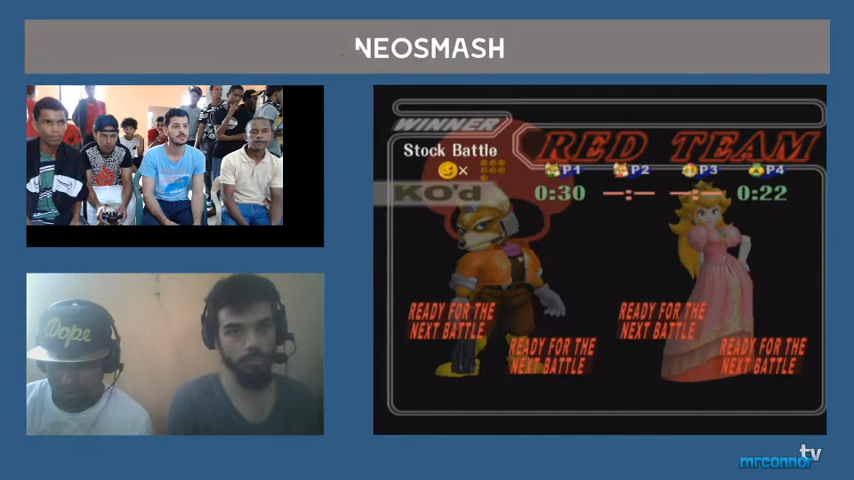 NEOSMASH
WINNER
RED TEAM
Stock Battle
P1 P2 P3 P4
×
KO'd
0:30 --:-- --:-- 0:22
READY FOR THE
NEXT BATTLE
READY FOR THE
NEXT BATTLE
READY FOR THE
NEXT BATTLE
READY FOR THE
NEXT BATTLE
Dope
mrconnor tv